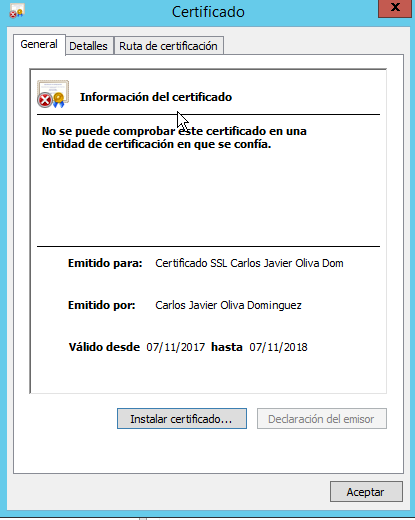 Certificado
x
General Detalles Ruta de certificación
Información del certificado
No se puede comprobar este certificado en una
entidad de certificación en que se confía.
Emitido para: Certificado SSL Carlos Javier Oliva Dom
Emitido por: Carlos Javier Oliva Dominguez
Válido desde 07/11/2017 hasta 07/11/2018
Instalar certificado... Declaración del emisor
Aceptar